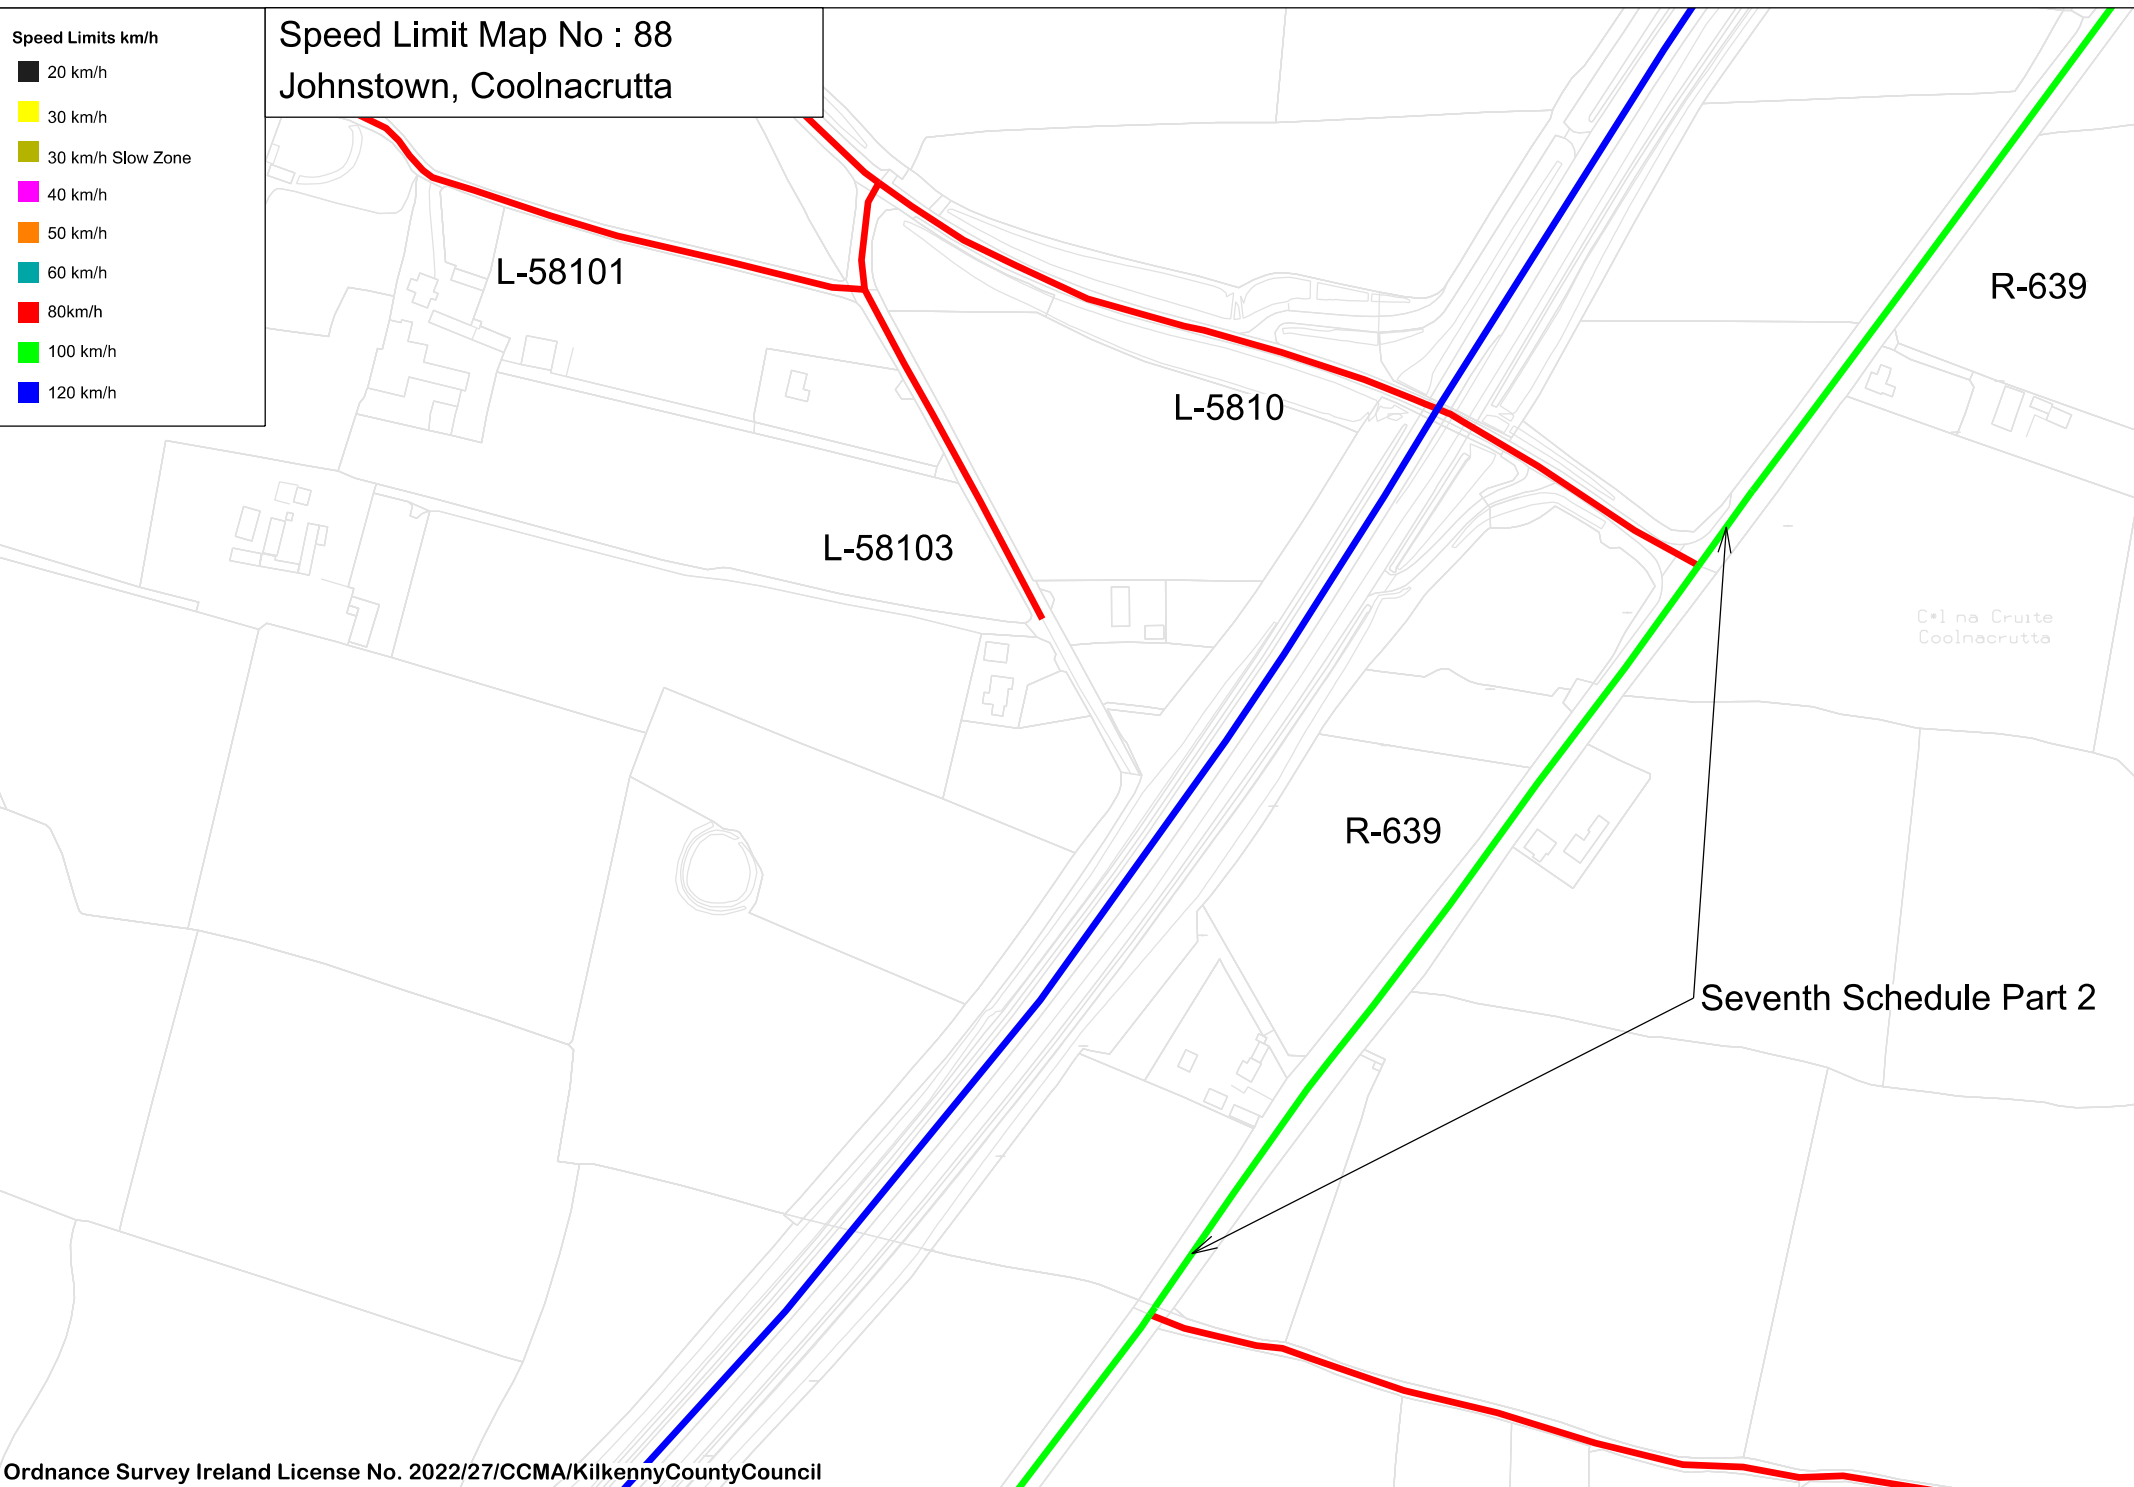 Speed Limits km/h
20 km/h
30 km/h
30 km/h Slow Zone
40 km/h
50 km/h
60 km/h
80km/h
100 km/h
120 km/h
Speed Limit Map No : 88
Johnstown, Coolnacrutta
L-58101
R-639
L-5810
L-58103
C•l na Cruite
Coolnacrutta
R-639
Seventh Schedule Part 2
Ordnance Survey Ireland License No. 2022/27/CCMA/KilkennyCountyCouncil